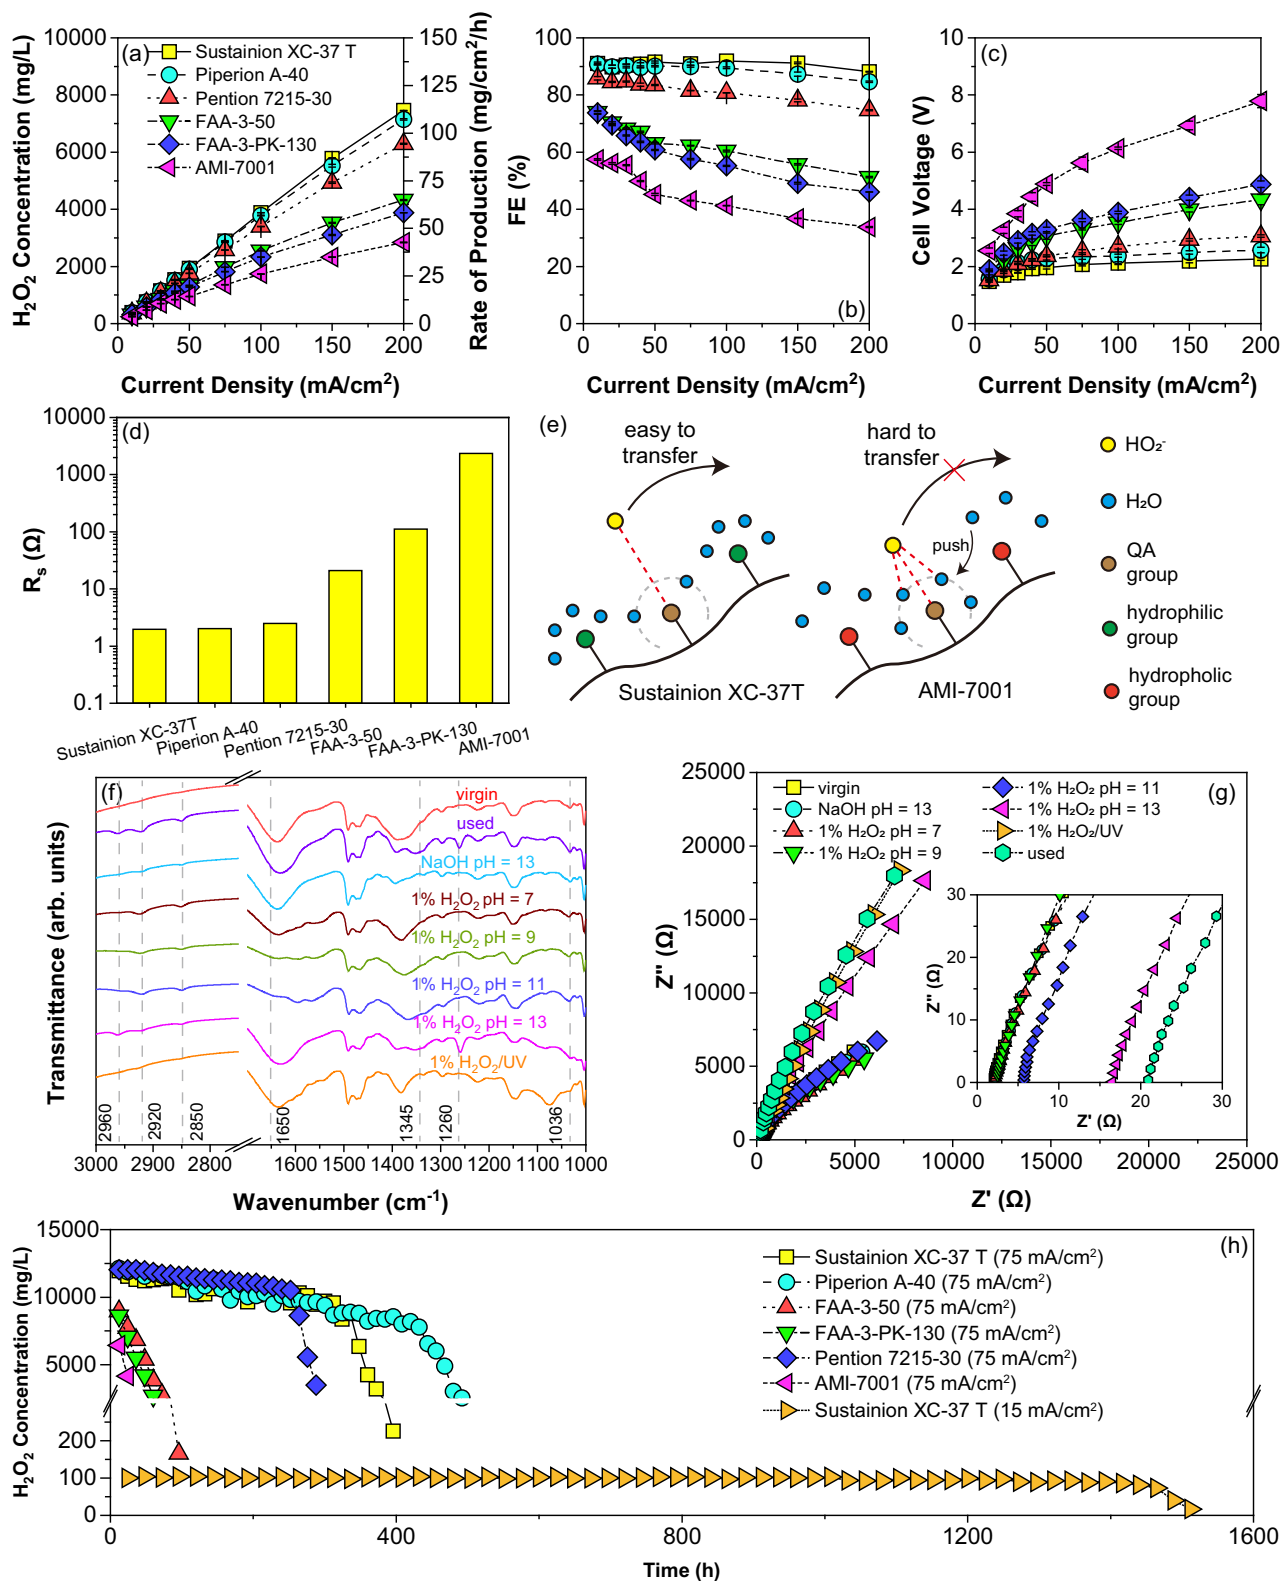 (a)
H₂O₂ Concentration (mg/L)
10000
8000
6000
4000
2000
0
Sustainion XC-37 T
Piperion A-40
Pention 7215-30
FAA-3-50
FAA-3-PK-130
AMI-7001
150
125
100
75
50
25
0
Rate of Production (mg/cm²/h)
0 50 100 150 200
Current Density (mA/cm²)
(b)
FE (%)
100
80
60
40
20
0
0 50 100 150 200
Current Density (mA/cm²)
(c)
Cell Voltage (V)
10
8
6
4
2
0
0 50 100 150 200
Current Density (mA/cm²)
(d)
Rₛ (Ω)
10000
1000
100
10
1
0.1
Sustainion XC-37T
Piperion A-40
Pention 7215-30
FAA-3-50
FAA-3-PK-130
AMI-7001
(e)
easy to
transfer
hard to
transfer
push
Sustainion XC-37T
AMI-7001
HO₂⁻
H₂O
QA
group
hydrophilic
group
hydropholic
group
(f)
Transmittance (arb. units)
virgin
used
NaOH pH = 13
1% H₂O₂ pH = 7
1% H₂O₂ pH = 9
1% H₂O₂ pH = 11
1% H₂O₂ pH = 13
1% H₂O₂/UV
2960
2920
2850
1650
1345
1260
1036
3000 2900 2800 1600 1500 1400 1300 1200 1100 1000
Wavenumber (cm⁻¹)
(g)
Z'' (Ω)
25000
20000
15000
10000
5000
0
virgin
NaOH pH = 13
1% H₂O₂ pH = 7
1% H₂O₂ pH = 9
1% H₂O₂ pH = 11
1% H₂O₂ pH = 13
1% H₂O₂/UV
used
Z'' (Ω)
30
20
10
0
0 10 20 30
Z' (Ω)
0 5000 10000 15000 20000 25000
Z' (Ω)
(h)
H₂O₂ Concentration (mg/L)
15000
10000
5000
200
100
0
Sustainion XC-37 T (75 mA/cm²)
Piperion A-40 (75 mA/cm²)
FAA-3-50 (75 mA/cm²)
FAA-3-PK-130 (75 mA/cm²)
Pention 7215-30 (75 mA/cm²)
AMI-7001 (75 mA/cm²)
Sustainion XC-37 T (15 mA/cm²)
0 400 800 1200 1600
Time (h)